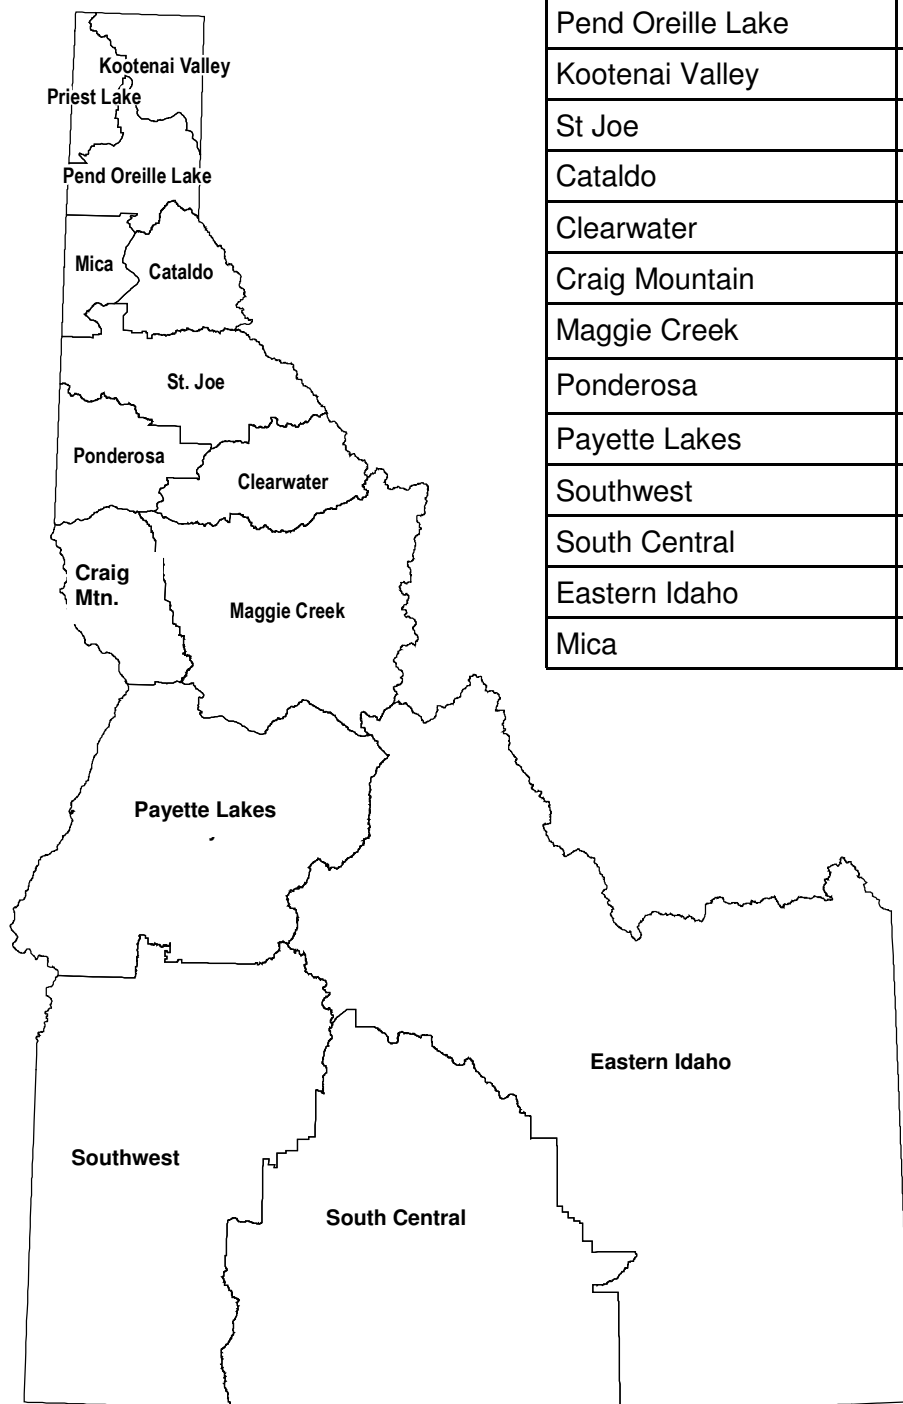 Kootenai Valley
Priest Lake
Pend Oreille Lake
Mica
Cataldo
St. Joe
Ponderosa
Clearwater
Craig
Mtn.
Maggie Creek
Payette Lakes
Eastern Idaho
Southwest
South Central
Pend Oreille Lake
Kootenai Valley
St Joe
Cataldo
Clearwater
Craig Mountain
Maggie Creek
Ponderosa
Payette Lakes
Southwest
South Central
Eastern Idaho
Mica